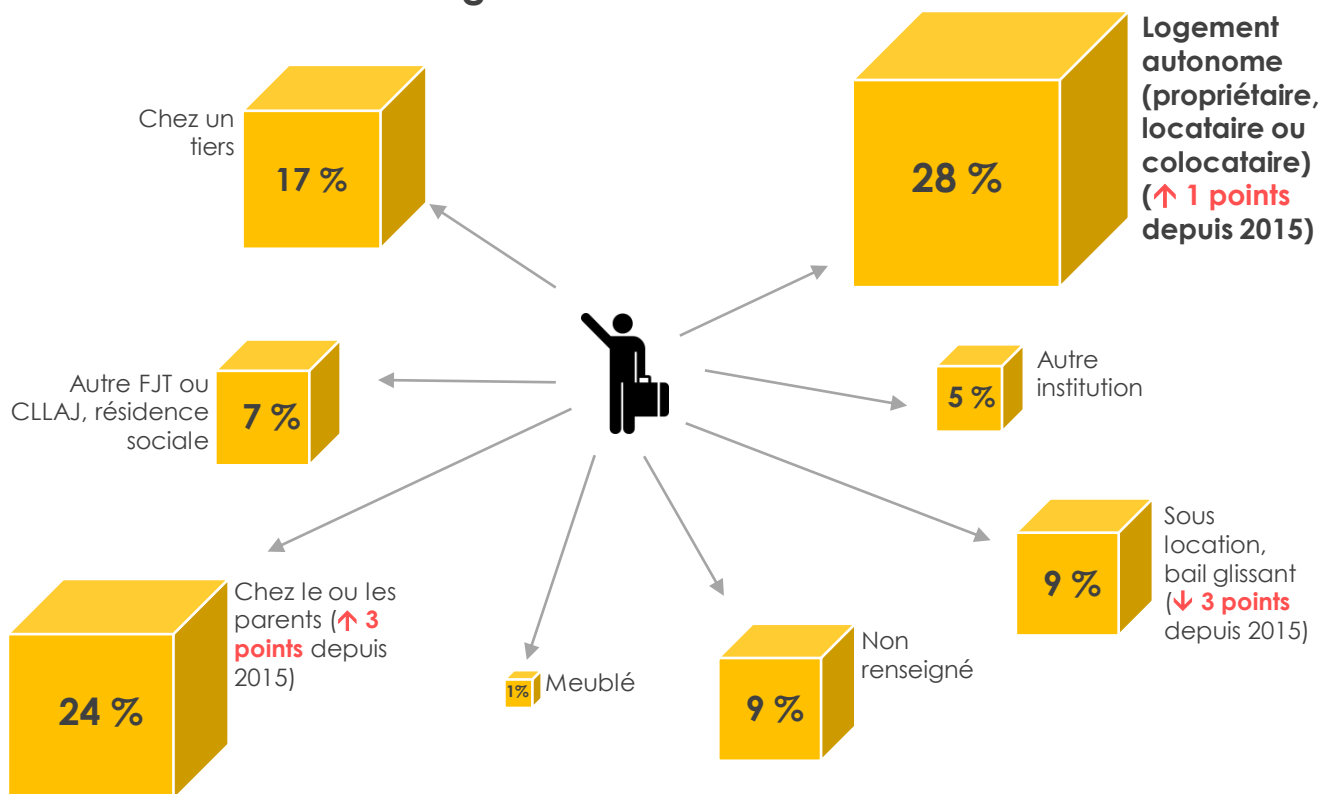 Logement
autonome
(propriétaire,
locataire ou
colocataire)
(↑ 1 points
depuis 2015)
28 %
Chez un
tiers
17 %
Autre FJT ou
CLLAJ, résidence
sociale
7 %
Autre
institution
5 %
Sous
location,
bail glissant
(↓ 3 points
depuis 2015)
9 %
Chez le ou les
parents (↑ 3
points depuis
2015)
24 %
1%
Meublé
Non
renseigné
9 %